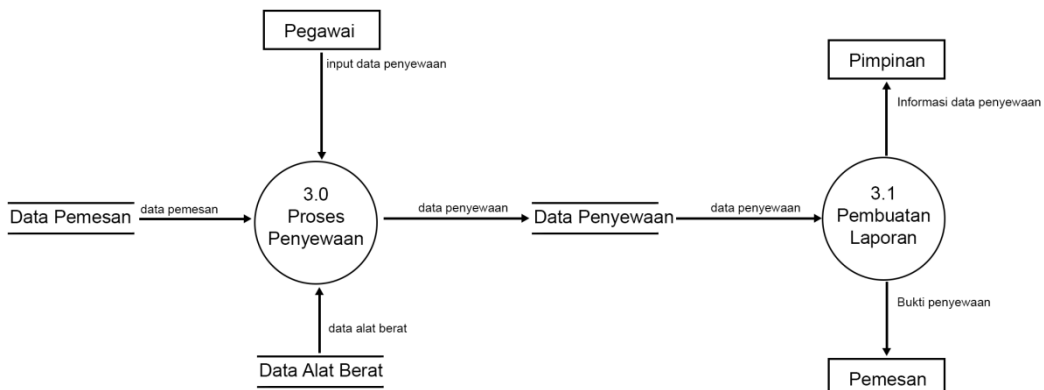 Pegawai
input data penyewaan
Pimpinan
Informasi data penyewaan
Data Pemesan
data pemesan
3.0
Proses
Penyewaan
data penyewaan
Data Penyewaan
data penyewaan
3.1
Pembuatan
Laporan
data alat berat
Data Alat Berat
Bukti penyewaan
Pemesan